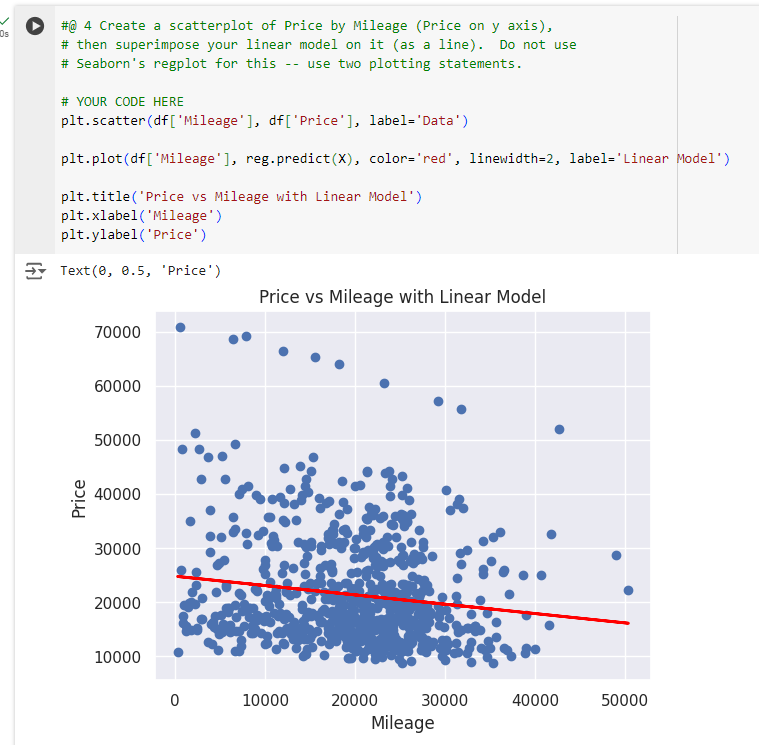 #@ 4 Create a scatterplot of Price by Mileage (Price on y axis),
# then superimpose your linear model on it (as a line).  Do not use
# Seaborn's regplot for this -- use two plotting statements.
# YOUR CODE HERE
plt.scatter(df['Mileage'], df['Price'], label='Data')
plt.plot(df['Mileage'], reg.predict(X), color='red', linewidth=2, label='Linear Model')
plt.title('Price vs Mileage with Linear Model')
plt.xlabel('Mileage')
plt.ylabel('Price')
0s
Text(0, 0.5, 'Price')
Price vs Mileage with Linear Model
70000
60000
50000
40000
30000
20000
10000
Price
0 10000 20000 30000 40000 50000
Mileage